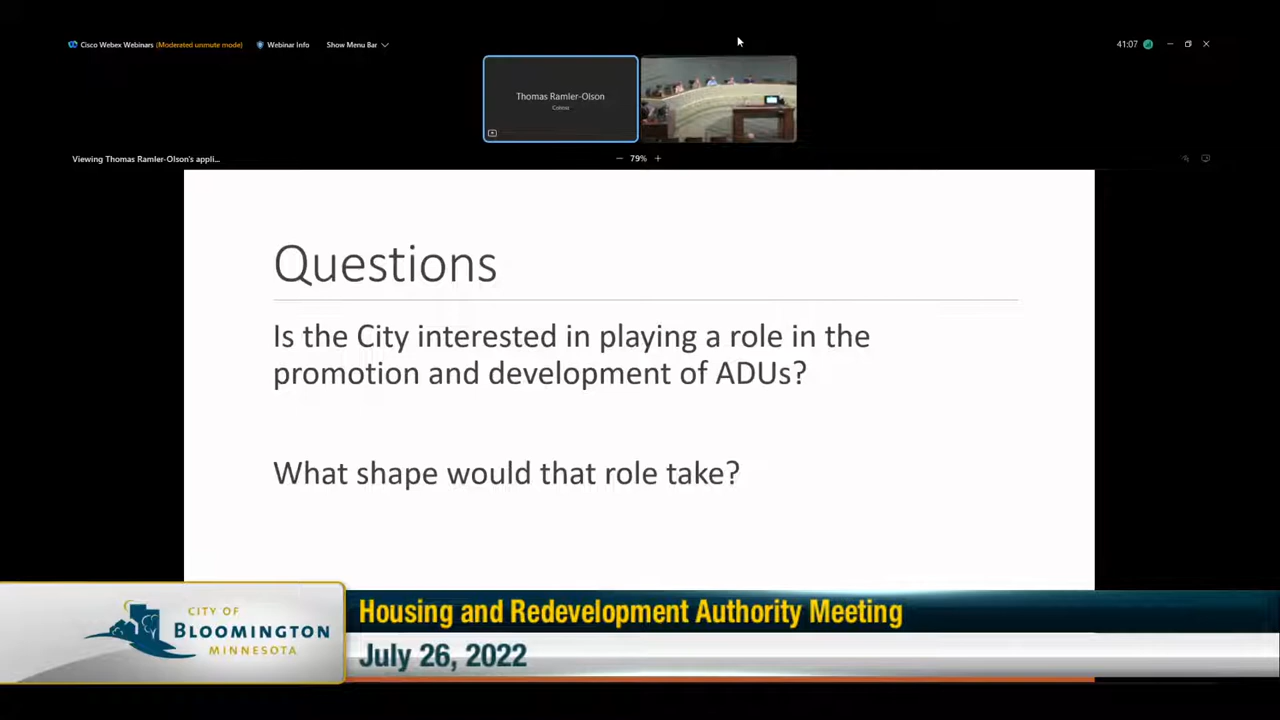 Cisco Webex Webinars (Moderated unmute mode) Webinar Info Show Menu Bar 41:07
Thomas Ramler-Olson
Cohost
Viewing Thomas Ramler-Olson's appli... 79%
Questions
Is the City interested in playing a role in the
promotion and development of ADUs?
What shape would that role take?
CITY OF
BLOOMINGTON
MINNESOTA
Housing and Redevelopment Authority Meeting
July 26, 2022